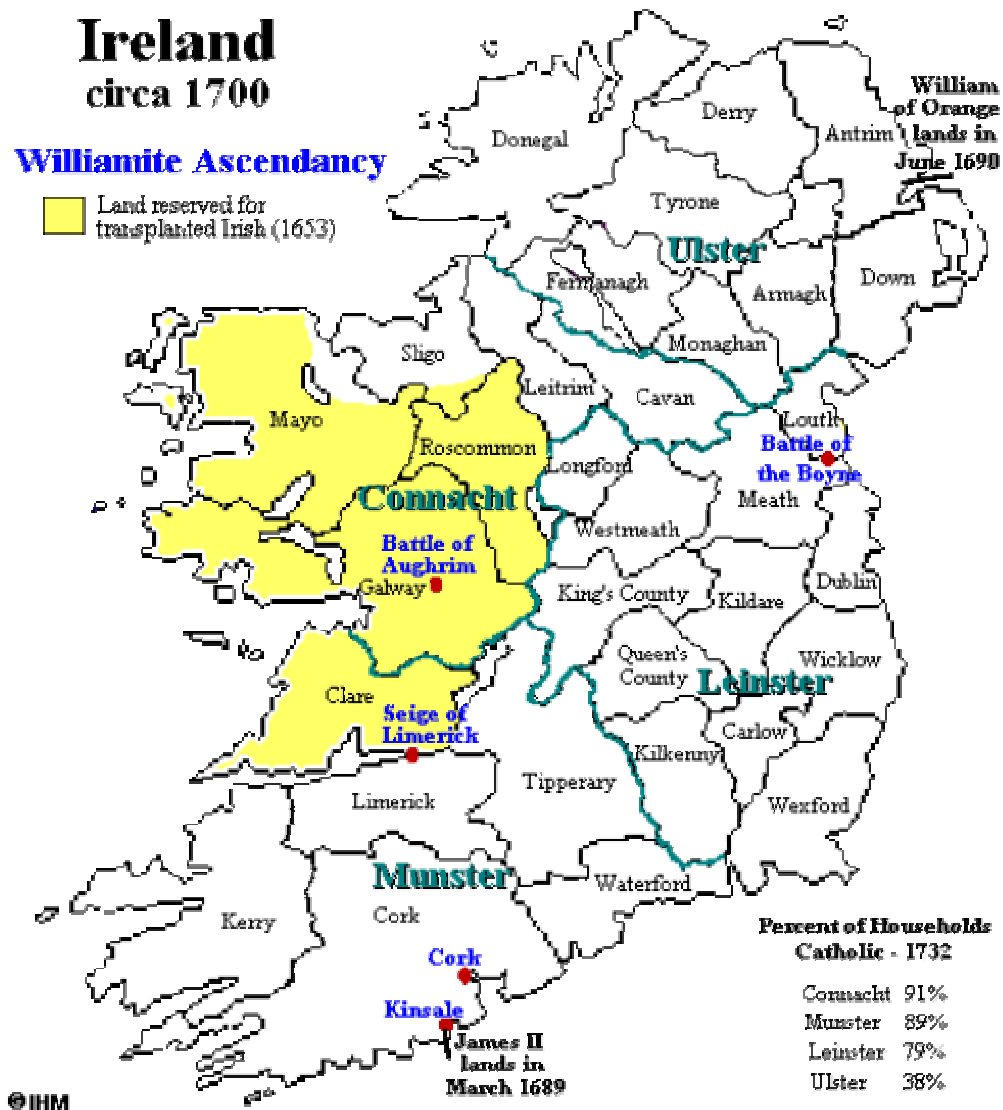 Ireland
circa 1700
Williamite Ascendancy
Land reserved for
transplanted Irish (1653)
William
of Orange
lands in
June 1690
Donegal
Derry
Antrim
Tyrone
Ulster
Fermanagh
Armagh
Down
Monaghan
Sligo
Leitrim
Cavan
Louth
Mayo
Roscommon
Longford
Battle of
the Boyne
Meath
Connacht
Westmeath
Battle of
Aughrim
Galway
King's County
Kildare
Dublin
Queen's
County
Wicklow
Leinster
Clare
Seige of
Limerick
Carlow
Kilkenny
Tipperary
Limerick
Wexford
Munster
Waterford
Kerry
Cork
Cork
Kinsale
James II
lands in
March 1689
Percent of Households
Catholic - 1732
Connacht 91%
Munster 89%
Leinster 79%
Ulster 38%
©IHM